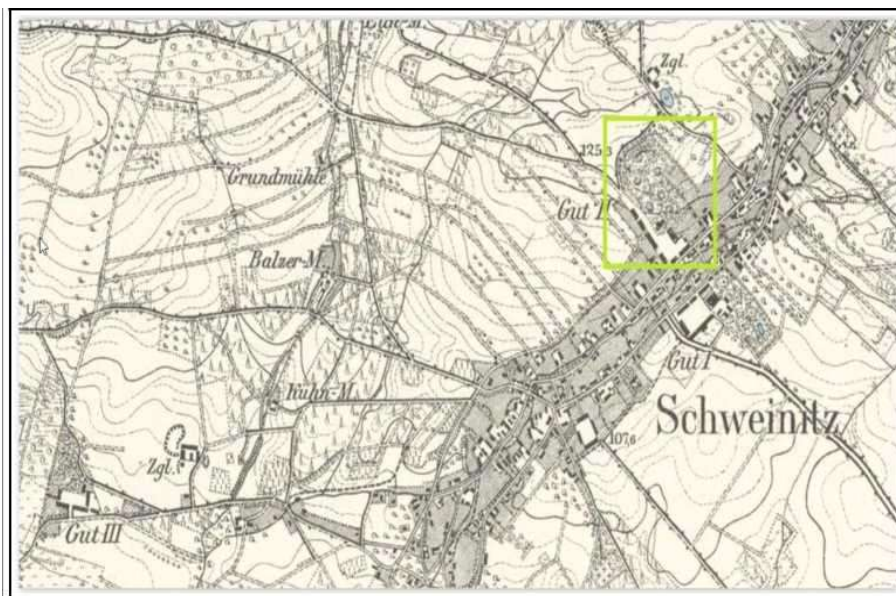 Zgl.
125,3
Grundmühle
Gut II
Balzer-M.
Gut I
Kuhn-M.
Schweinitz
107,6
Zgl.
Gut III